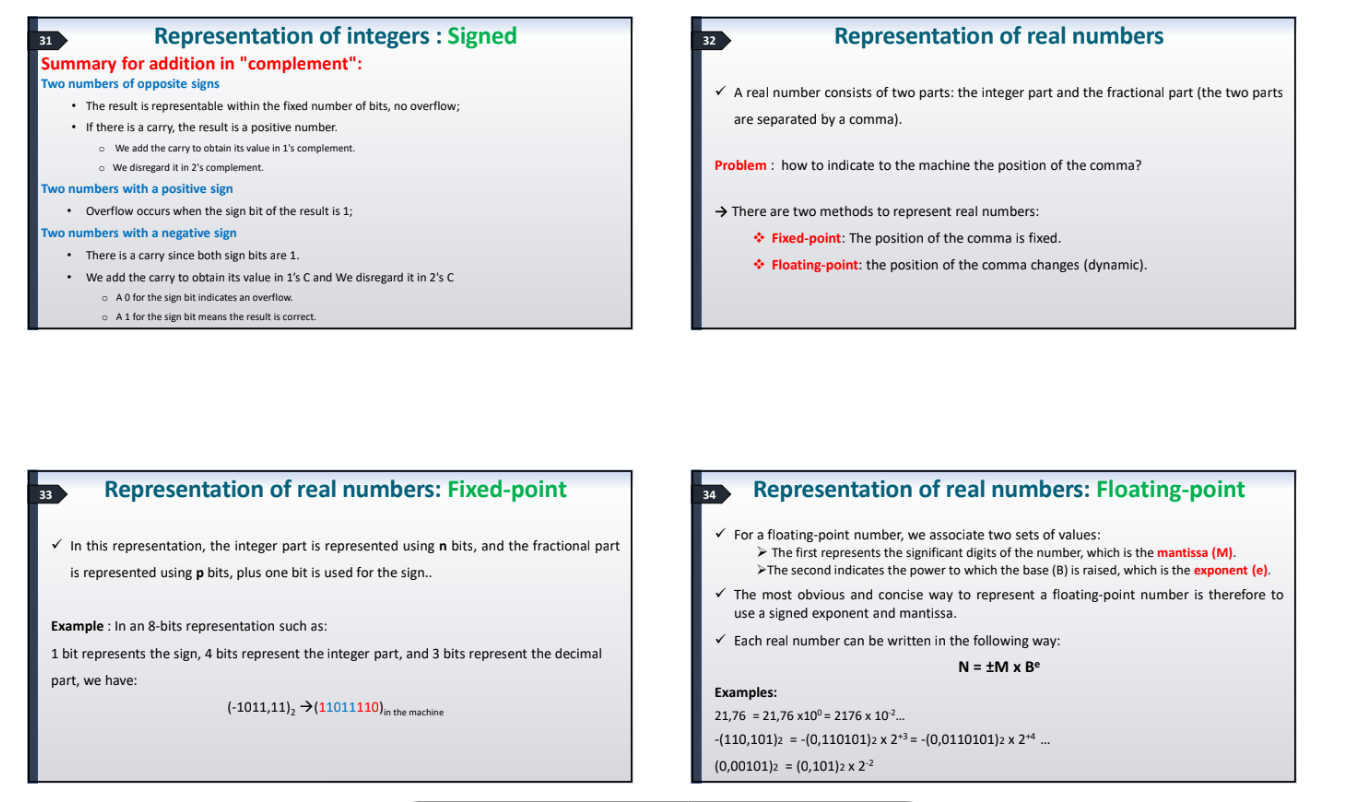 31
Representation of integers : Signed
Summary for addition in "complement":
Two numbers of opposite signs
• The result is representable within the fixed number of bits, no overflow;
• If there is a carry, the result is a positive number.
o We add the carry to obtain its value in 1's complement.
o We disregard it in 2's complement.
Two numbers with a positive sign
• Overflow occurs when the sign bit of the result is 1;
Two numbers with a negative sign
• There is a carry since both sign bits are 1.
• We add the carry to obtain its value in 1's C and We disregard it in 2's C
o A 0 for the sign bit indicates an overflow.
o A 1 for the sign bit means the result is correct.
32
Representation of real numbers
✓ A real number consists of two parts: the integer part and the fractional part (the two parts
are separated by a comma).
Problem : how to indicate to the machine the position of the comma?
→ There are two methods to represent real numbers:
❖ Fixed-point: The position of the comma is fixed.
❖ Floating-point: the position of the comma changes (dynamic).
33
Representation of real numbers: Fixed-point
✓ In this representation, the integer part is represented using n bits, and the fractional part
is represented using p bits, plus one bit is used for the sign..
Example : In an 8-bits representation such as:
1 bit represents the sign, 4 bits represent the integer part, and 3 bits represent the decimal
part, we have:
(-1011,11)₂ →(11011110)in the machine
34
Representation of real numbers: Floating-point
✓ For a floating-point number, we associate two sets of values:
➢ The first represents the significant digits of the number, which is the mantissa (M).
➢The second indicates the power to which the base (B) is raised, which is the exponent (e).
✓ The most obvious and concise way to represent a floating-point number is therefore to
use a signed exponent and mantissa.
✓ Each real number can be written in the following way:
N = ±M x Bᵉ
Examples:
21,76 = 21,76 x10⁰ = 2176 x 10⁻²...
-(110,101)2 = -(0,110101)2 x 2⁺³ = -(0,0110101)2 x 2⁺⁴ ...
(0,00101)2 = (0,101)2 x 2⁻²